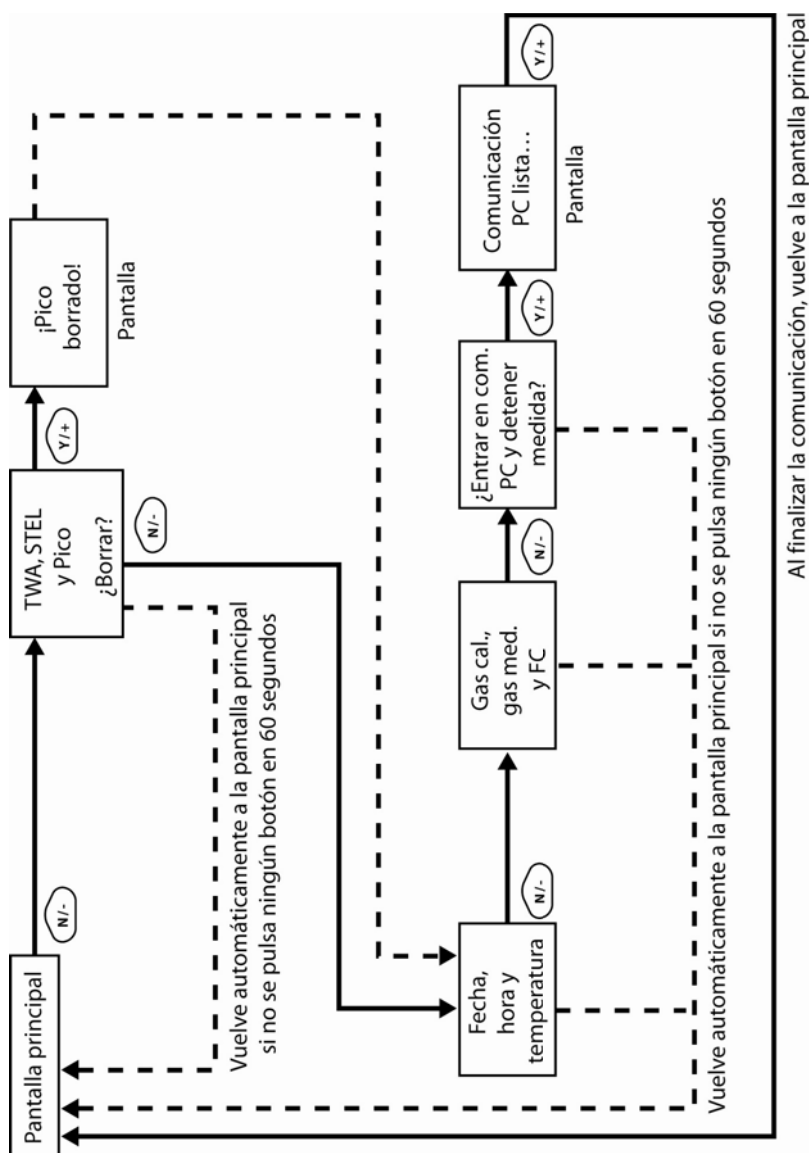 Pantalla principal
N/-
TWA, STEL
y Pico
¿Borrar?
Y/+
¡Pico
borrado!
Pantalla
N/-
Vuelve automáticamente a la pantalla principal
si no se pulsa ningún botón en 60 segundos
Fecha,
hora y
temperatura
N/-
Gas cal.,
gas med.
y FC
N/-
¿Entrar en com.
PC y detener
medida?
Y/+
Comunicación
PC lista...
Pantalla
Y/+
Vuelve automáticamente a la pantalla principal si no se pulsa ningún botón en 60 segundos
Al finalizar la comunicación, vuelve a la pantalla principal